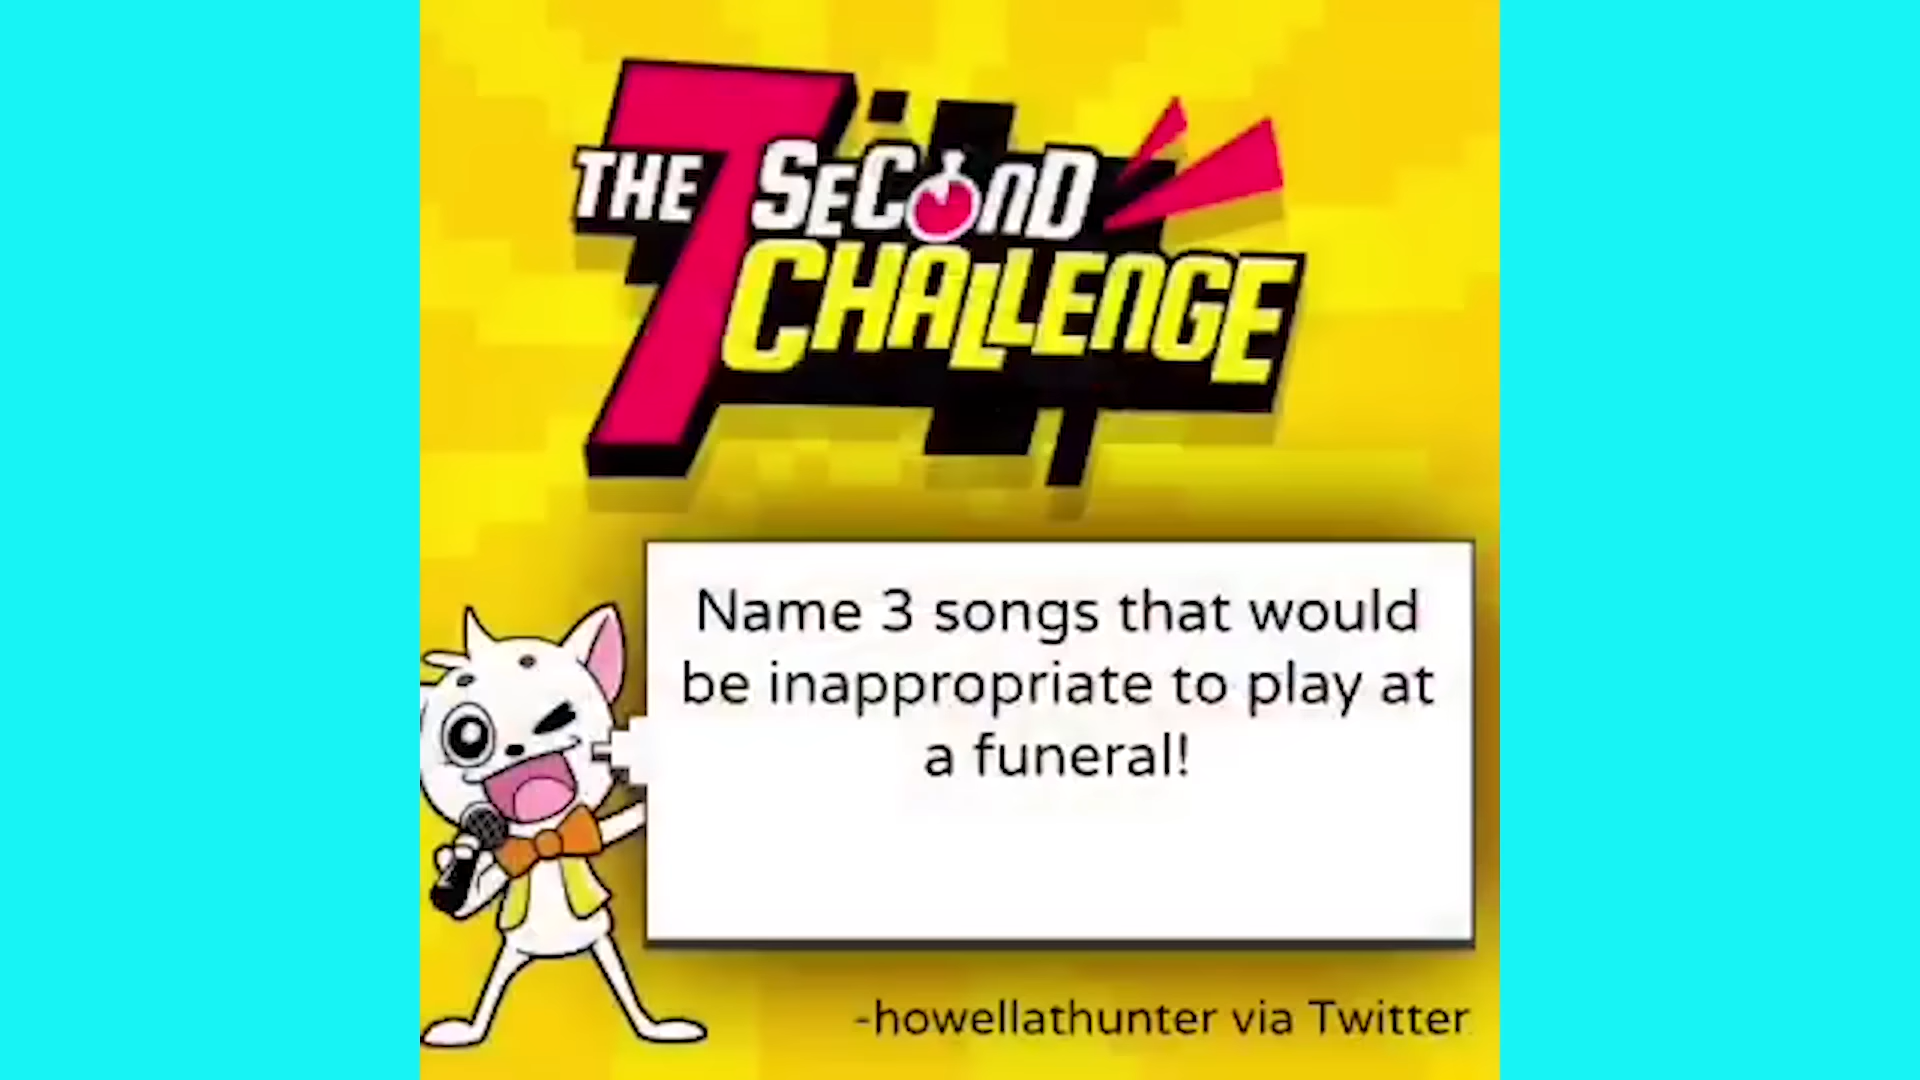 THE 7 SECOND
CHALLENGE
Name 3 songs that would
be inappropriate to play at
a funeral!
-howellathunter via Twitter